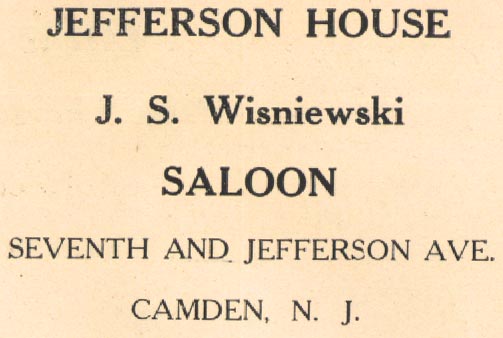 JEFFERSON HOUSE
J. S. Wisniewski
SALOON
SEVENTH AND JEFFERSON AVE.
CAMDEN, N. J.